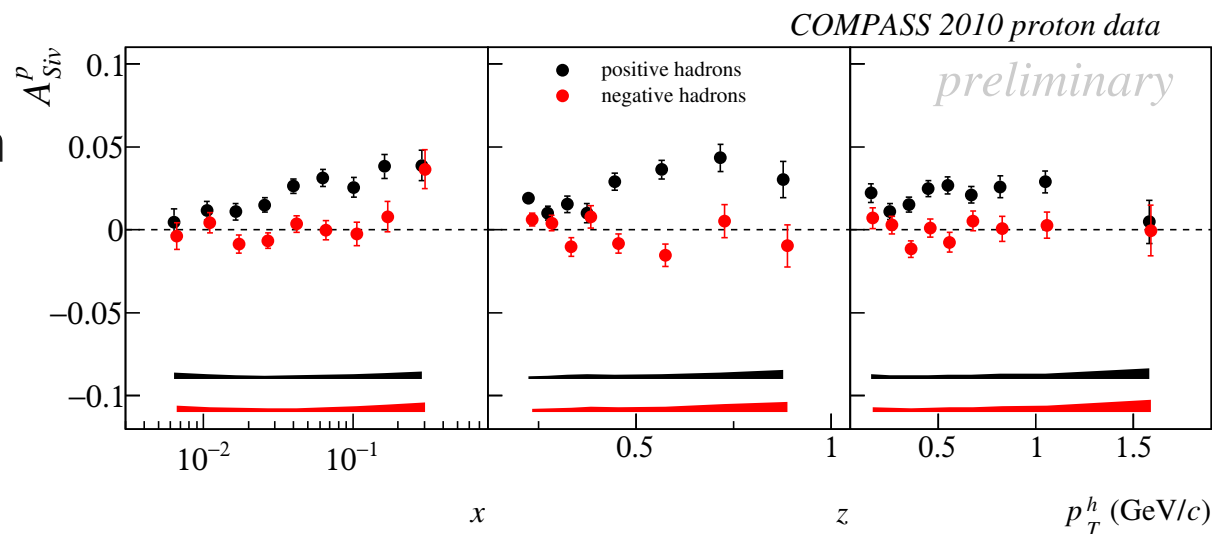 COMPASS 2010 proton data
A^p_Siv
0.1
0.05
0
−0.05
−0.1
positive hadrons
negative hadrons
preliminary
10^−2
10^−1
0.5
1
0.5
1
1.5
x
z
p_T^h (GeV/c)